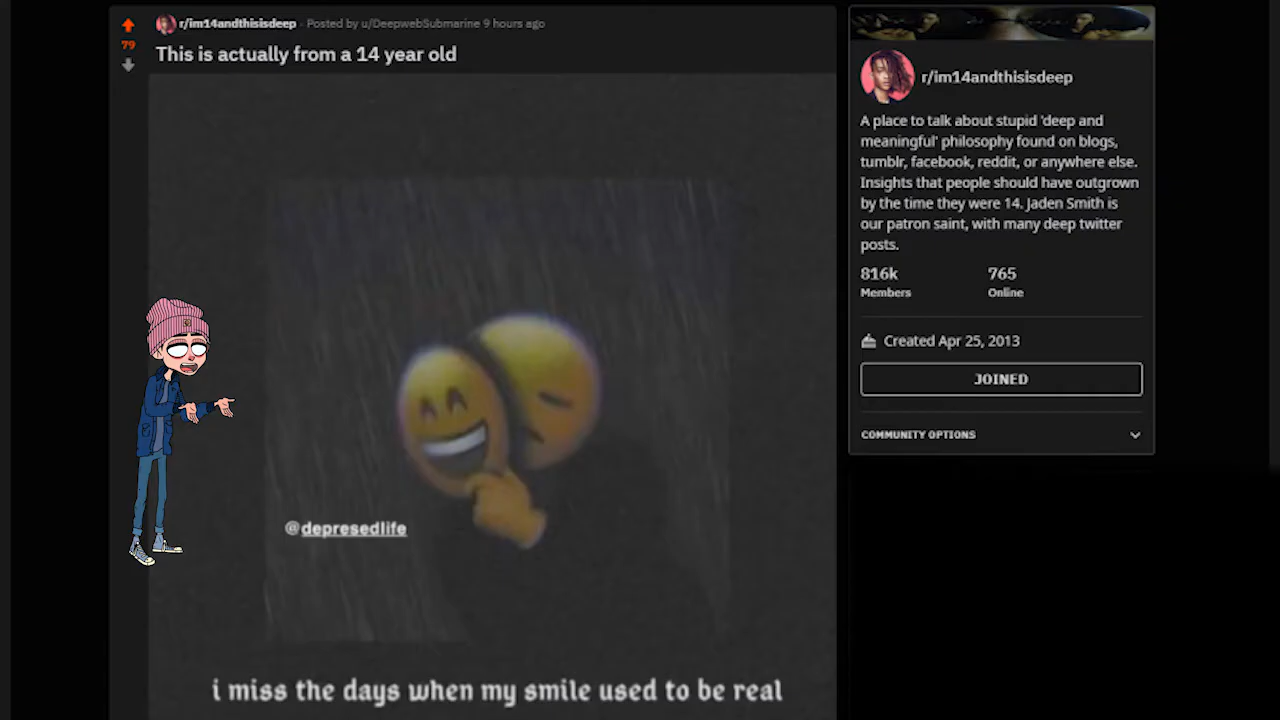 r/im14andthisisdeep · Posted by u/DeepwebSubmarine 9 hours ago
79
This is actually from a 14 year old
@depresedlife
i miss the days when my smile used to be real
r/im14andthisisdeep
A place to talk about stupid 'deep and
meaningful' philosophy found on blogs,
tumblr, facebook, reddit, or anywhere else.
Insights that people should have outgrown
by the time they were 14. Jaden Smith is
our patron saint, with many deep twitter
posts.
816k 765
Members Online
Created Apr 25, 2013
JOINED
COMMUNITY OPTIONS